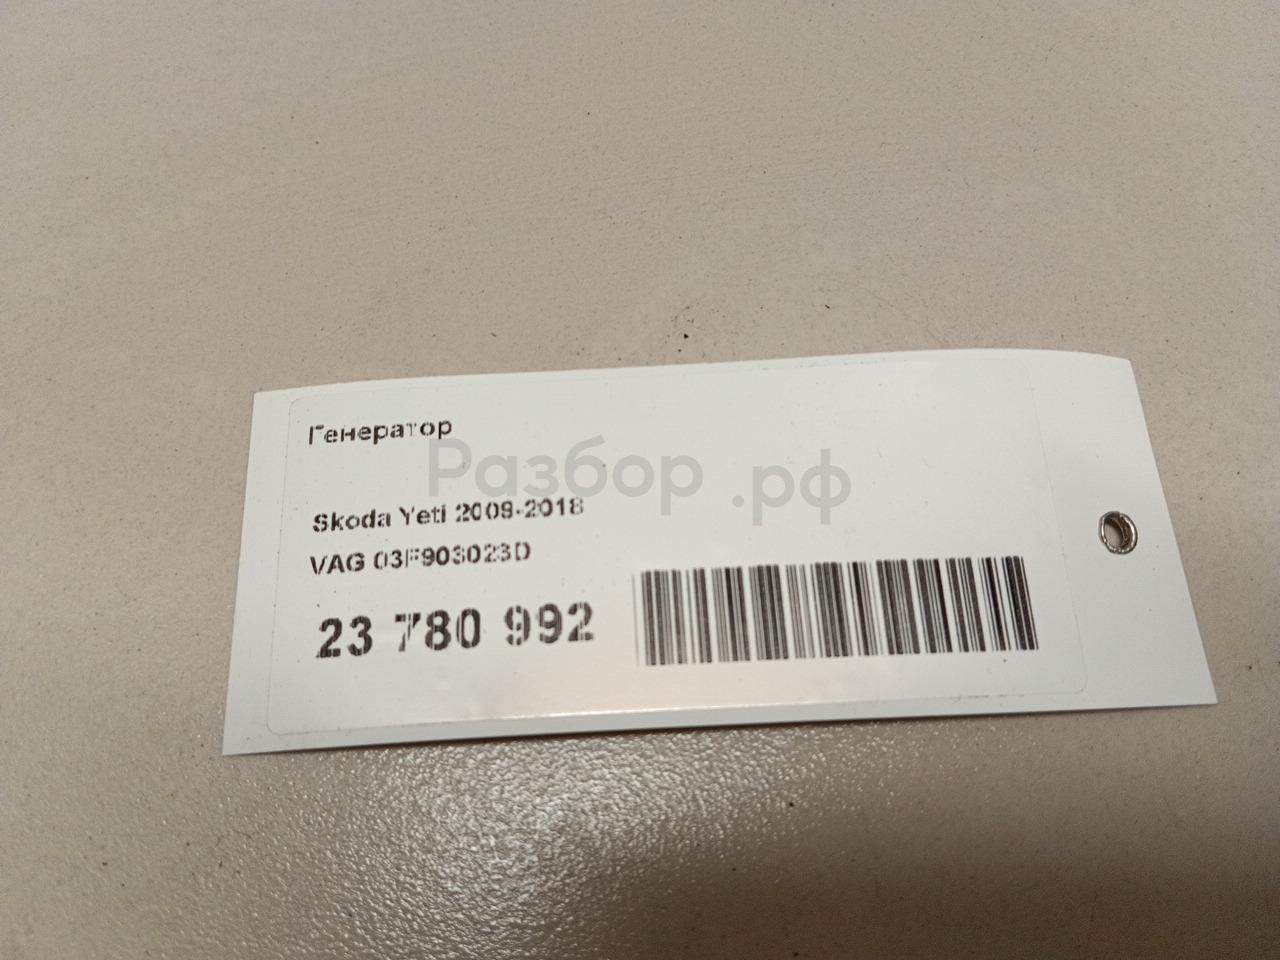 Генератор
Разбор.рф
Skoda Yeti 2009-2018
VAG 03F903023D
23 780 992